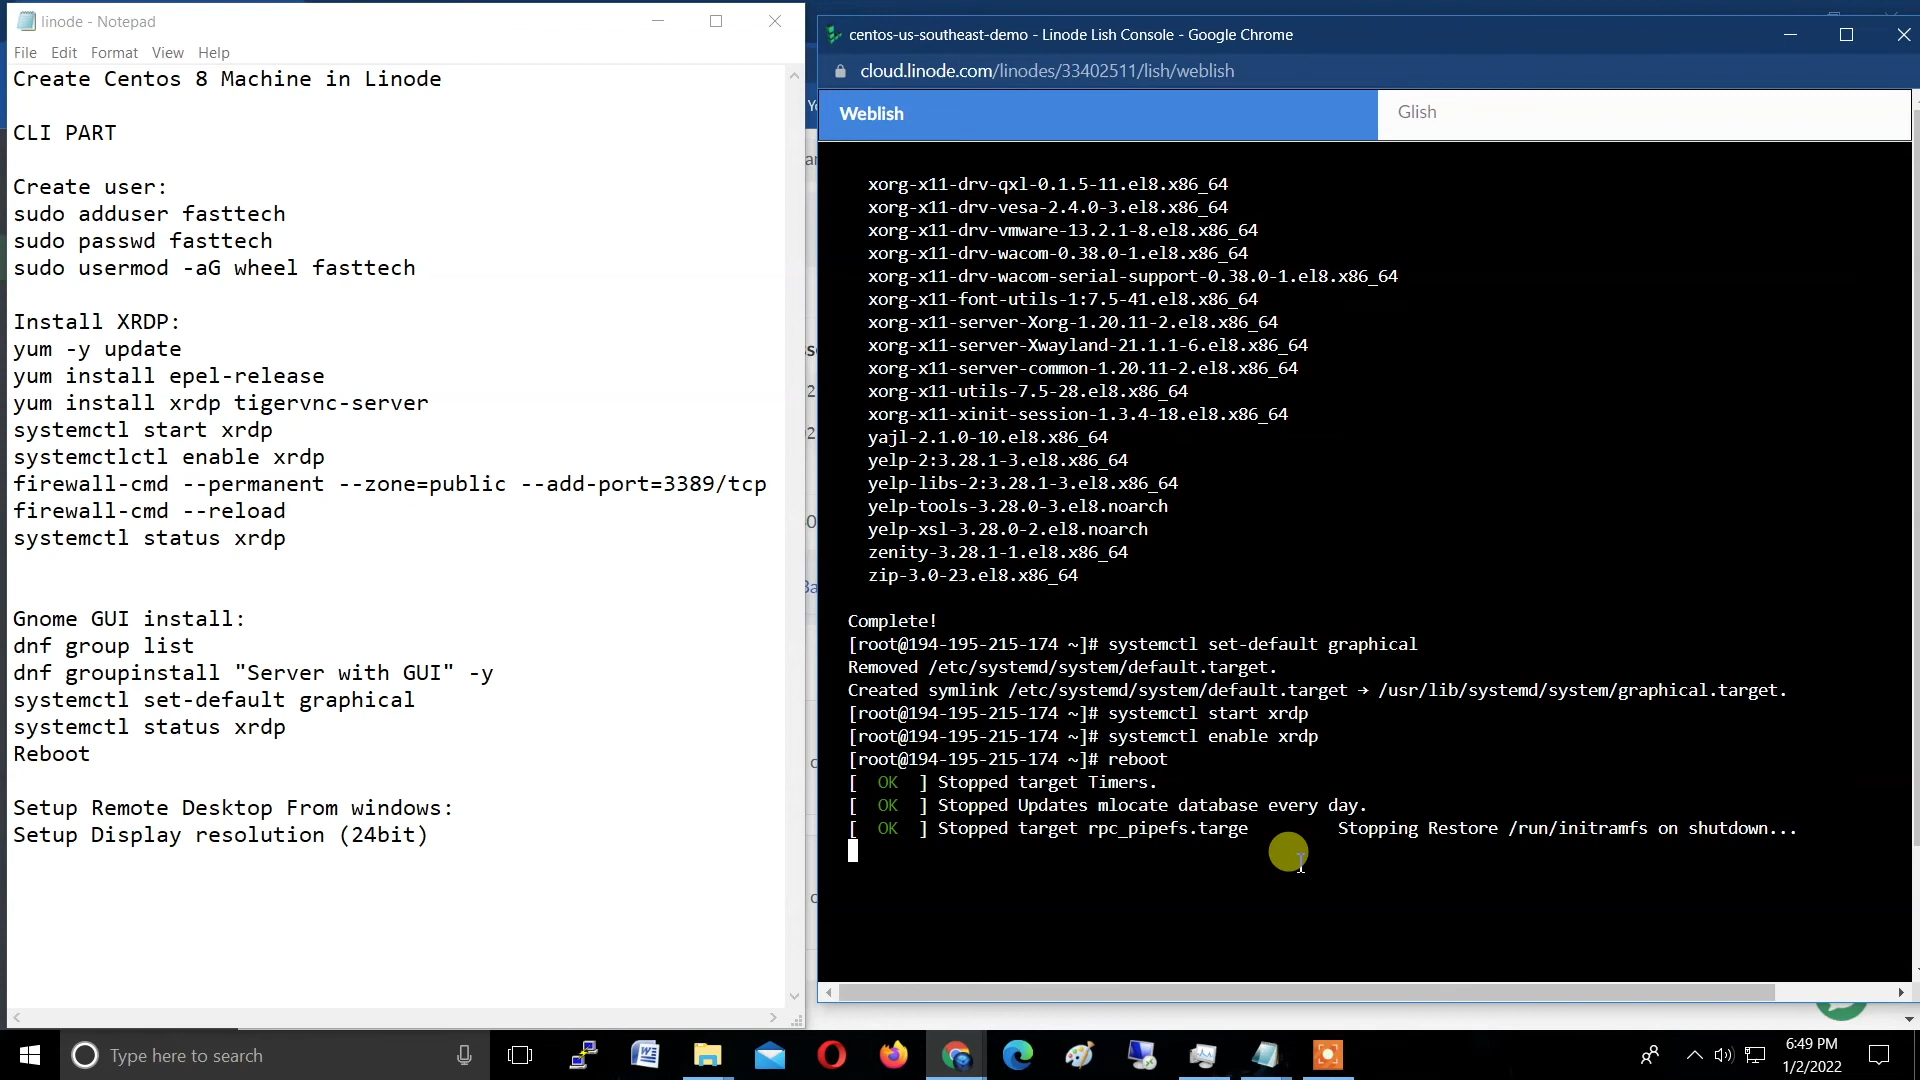 linode - Notepad
File Edit Format View Help
Create Centos 8 Machine in Linode
CLI PART
Create user:
sudo adduser fasttech
sudo passwd fasttech
sudo usermod -aG wheel fasttech
Install XRDP:
yum -y update
yum install epel-release
yum install xrdp tigervnc-server
systemctl start xrdp
systemctlctl enable xrdp
firewall-cmd --permanent --zone=public --add-port=3389/tcp
firewall-cmd --reload
systemctl status xrdp
Gnome GUI install:
dnf group list
dnf groupinstall "Server with GUI" -y
systemctl set-default graphical
systemctl status xrdp
Reboot
Setup Remote Desktop From windows:
Setup Display resolution (24bit)
centos-us-southeast-demo - Linode Lish Console - Google Chrome
cloud.linode.com/linodes/33402511/lish/weblish
Weblish
Glish
xorg-x11-drv-qxl-0.1.5-11.el8.x86_64
xorg-x11-drv-vesa-2.4.0-3.el8.x86_64
xorg-x11-drv-vmware-13.2.1-8.el8.x86_64
xorg-x11-drv-wacom-0.38.0-1.el8.x86_64
xorg-x11-drv-wacom-serial-support-0.38.0-1.el8.x86_64
xorg-x11-font-utils-1:7.5-41.el8.x86_64
xorg-x11-server-Xorg-1.20.11-2.el8.x86_64
xorg-x11-server-Xwayland-21.1.1-6.el8.x86_64
xorg-x11-server-common-1.20.11-2.el8.x86_64
xorg-x11-utils-7.5-28.el8.x86_64
xorg-x11-xinit-session-1.3.4-18.el8.x86_64
yajl-2.1.0-10.el8.x86_64
yelp-2:3.28.1-3.el8.x86_64
yelp-libs-2:3.28.1-3.el8.x86_64
yelp-tools-3.28.0-3.el8.noarch
yelp-xsl-3.28.0-2.el8.noarch
zenity-3.28.1-1.el8.x86_64
zip-3.0-23.el8.x86_64
Complete!
[root@194-195-215-174 ~]# systemctl set-default graphical
Removed /etc/systemd/system/default.target.
Created symlink /etc/systemd/system/default.target → /usr/lib/systemd/system/graphical.target.
[root@194-195-215-174 ~]# systemctl start xrdp
[root@194-195-215-174 ~]# systemctl enable xrdp
[root@194-195-215-174 ~]# reboot
[  OK  ] Stopped target Timers.
[  OK  ] Stopped Updates mlocate database every day.
[  OK  ] Stopped target rpc_pipefs.targe         Stopping Restore /run/initramfs on shutdown...
Type here to search
6:49 PM
1/2/2022